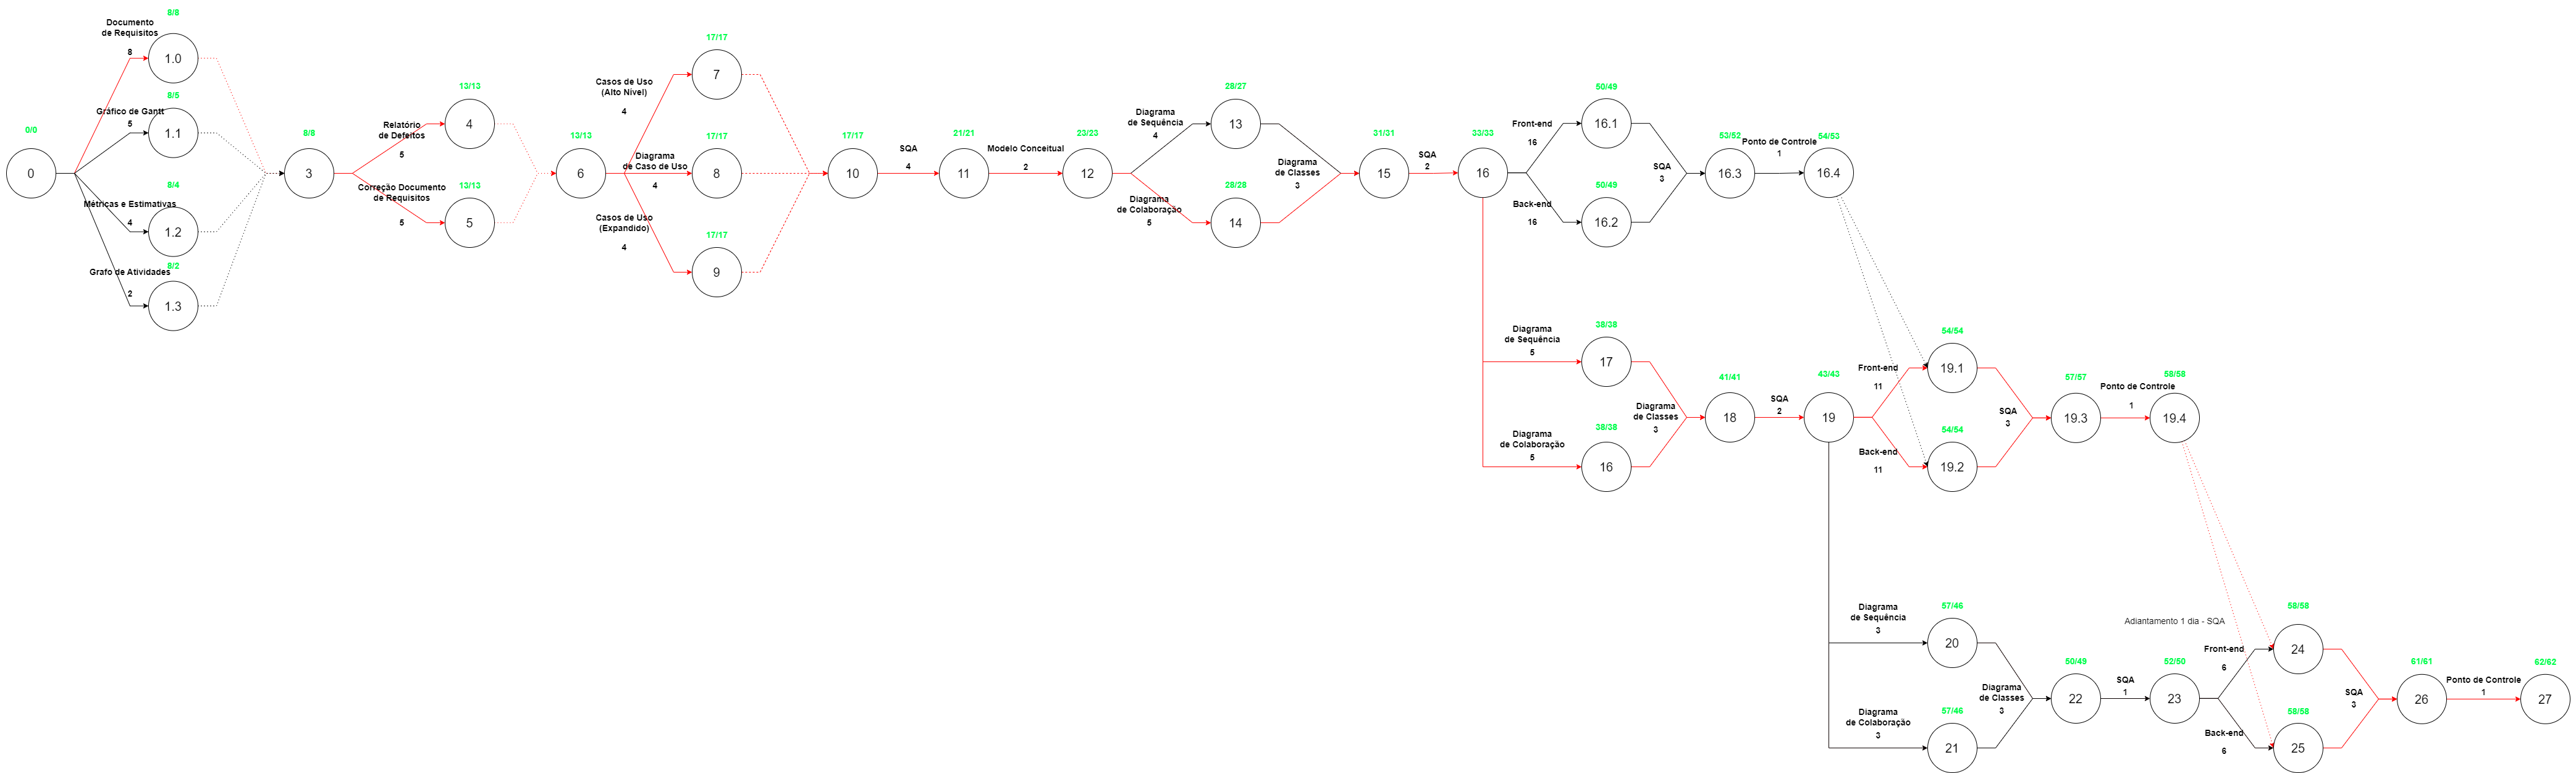 0/0
0
8/8
Documento
de Requisitos
8
1.0
8/5
Gráfico de Gantt
5
1.1
8/4
Métricas e Estimativas
4
1.2
8/2
Grafo de Atividades
2
1.3
8/8
3
13/13
Relatório
de Defeitos
5
4
13/13
Correção Documento
de Requisitos
5
5
13/13
6
17/17
Casos de Uso
(Alto Nível)
4
7
17/17
Diagrama
de Caso de Uso
4
8
17/17
Casos de Uso
(Expandido)
4
9
17/17
10
SQA
4
21/21
11
Modelo Conceitual
2
23/23
12
28/27
Diagrama
de Sequência
4
13
28/28
Diagrama
de Colaboração
5
14
Diagrama
de Classes
3
31/31
15
SQA
2
33/33
16
50/49
Front-end
16
16.1
50/49
Back-end
16
16.2
SQA
3
53/52
16.3
Ponto de Controle
1
54/53
16.4
38/38
Diagrama
de Sequência
5
17
38/38
Diagrama
de Colaboração
5
16
Diagrama
de Classes
3
41/41
18
SQA
2
43/43
19
54/54
Front-end
11
19.1
54/54
Back-end
11
19.2
SQA
3
57/57
19.3
Ponto de Controle
1
58/58
19.4
57/46
Diagrama
de Sequência
3
20
57/46
Diagrama
de Colaboração
3
21
Diagrama
de Classes
3
50/49
22
SQA
1
52/50
23
Adiantamento 1 dia - SQA
58/58
Front-end
6
24
58/58
Back-end
6
25
SQA
3
61/61
26
Ponto de Controle
1
62/62
27